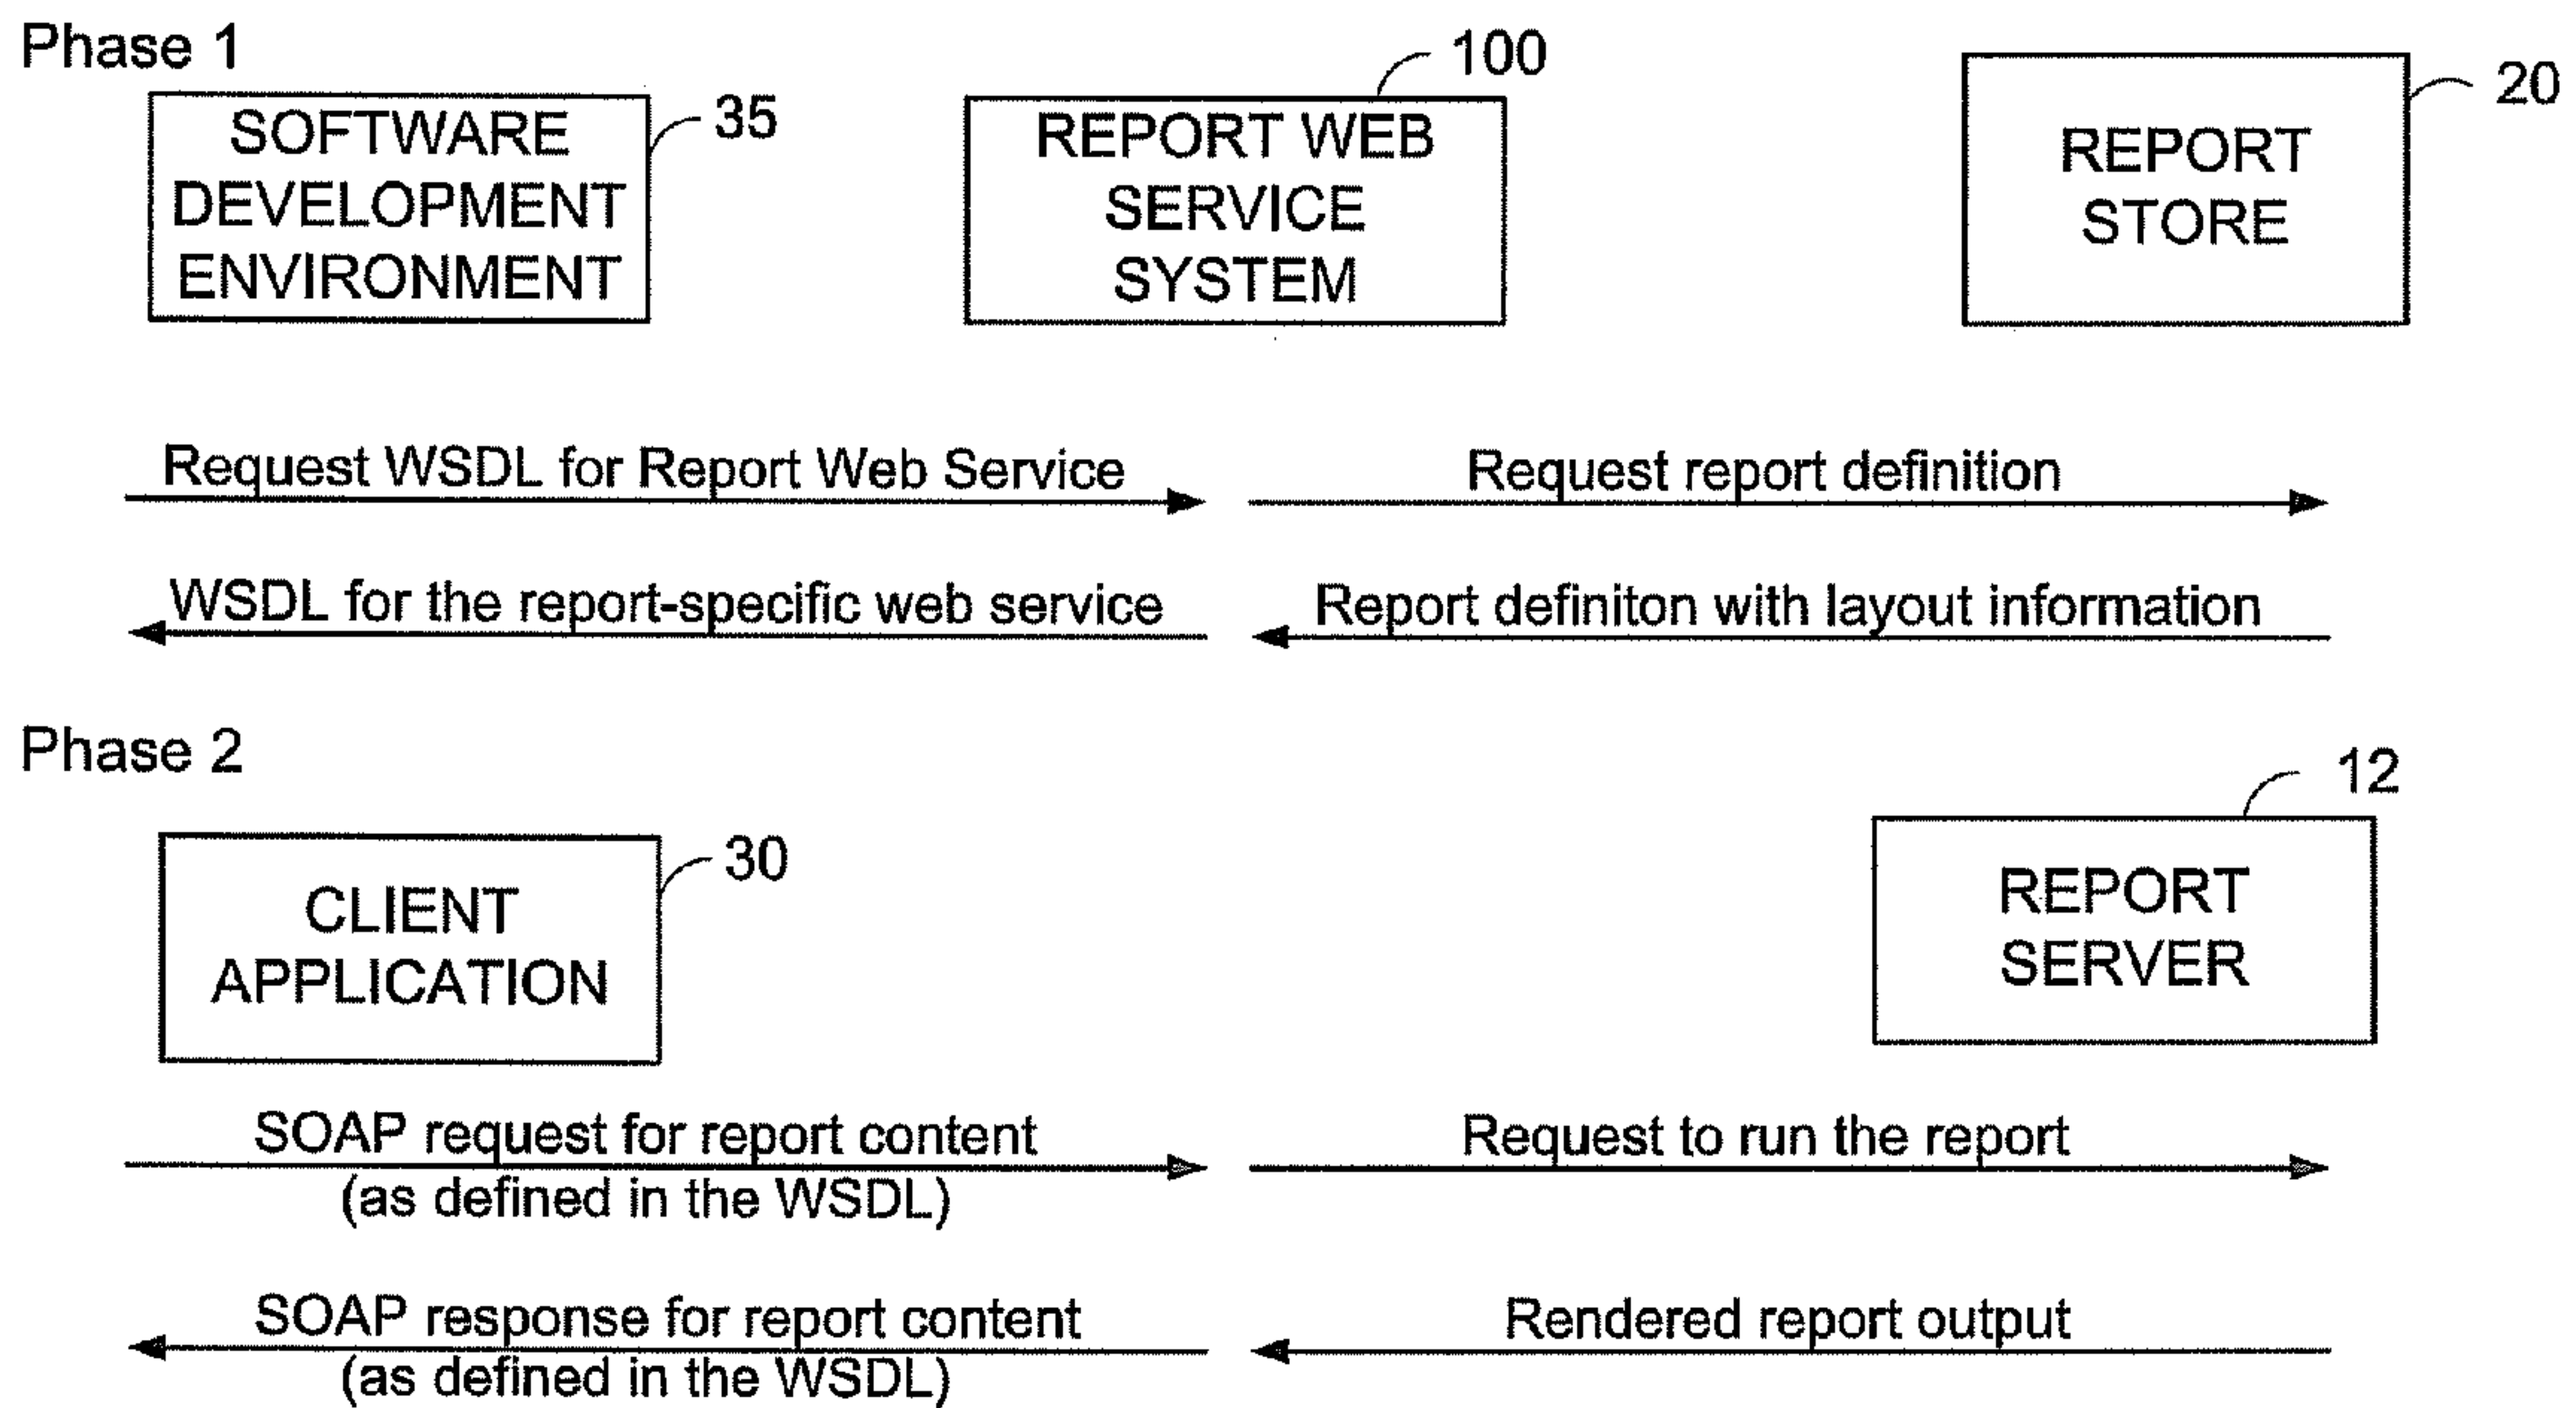 Phase 1
100
20
35
SOFTWARE
DEVELOPMENT
ENVIRONMENT
REPORT WEB
SERVICE
SYSTEM
REPORT
STORE
Request WSDL for Report Web Service
Request report definition
WSDL for the report-specific web service
Report definiton with layout information
Phase 2
12
30
CLIENT
APPLICATION
REPORT
SERVER
SOAP request for report content
(as defined in the WSDL)
Request to run the report
SOAP response for report content
(as defined in the WSDL)
Rendered report output